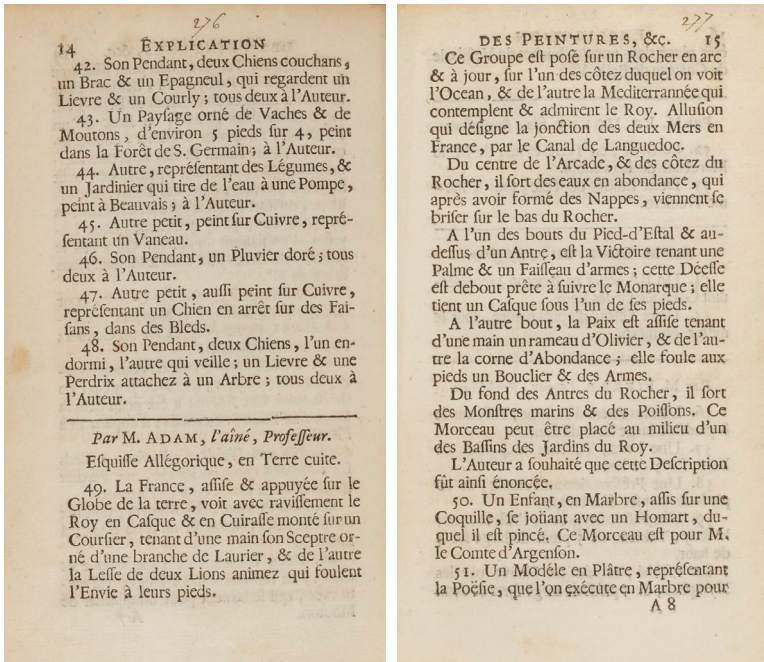 276
14 EXPLICATION
42. Son Pendant, deux Chiens couchans,
un Brac & un Epagneul, qui regardent un
Lievre & un Courly; tous deux à l'Auteur.
43. Un Paysage orné de Vaches & de
Moutons, d'environ 5 pieds sur 4, peint
dans la Forêt de S. Germain; à l'Auteur.
44. Autre, représentant des Légumes, &
un Jardinier qui tire de l'eau à une Pompe,
peint à Beauvais; à l'Auteur.
45. Autre petit, peint sur Cuivre, repré-
sentant un Vaneau.
46. Son Pendant, un Pluvier doré; tous
deux à l'Auteur.
47. Autre petit, aussi peint sur Cuivre,
représentant un Chien en arrêt sur des Fai-
sans, dans des Bleds.
48. Son Pendant, deux Chiens, l'un en-
dormi, l'autre qui veille; un Lievre & une
Perdrix attachez à un Arbre; tous deux à
l'Auteur.
Par M. ADAM, l'aîné, Professeur.
Esquisse Allégorique, en Terre cuite.
49. La France, assise & appuyée sur le
Globe de la terre, voit avec ravissement le
Roy en Casque & en Cuirasse monté sur un
Coursier, tenant d'une main son Sceptre or-
né d'une branche de Laurier, & de l'autre
la Lesse de deux Lions animez qui foulent
l'Envie à leurs pieds.
277
DES PEINTURES, &c. 15
Ce Groupe est posé sur un Rocher en arc
& à jour, sur l'un des côtez duquel on voit
l'Ocean, & de l'autre la Mediterrannée qui
contemplent & admirent le Roy. Allusion
qui désigne la jonction des deux Mers en
France, par le Canal de Languedoc.
Du centre de l'Arcade, & des côtez du
Rocher, il sort des eaux en abondance, qui
après avoir formé des Nappes, viennent se
briser sur le bas du Rocher.
A l'un des bouts du Pied-d'Estal & au-
dessus d'un Antre, est la Victoire tenant une
Palme & un Faisseau d'armes; cette Déesse
est debout prête à suivre le Monarque; elle
tient un Casque sous l'un de ses pieds.
A l'autre bout, la Paix est assise tenant
d'une main un rameau d'Olivier, & de l'au-
tre la corne d'Abondance; elle foule aux
pieds un Bouclier & des Armes.
Du fond des Antres du Rocher, il sort
des Monstres marins & des Poissons. Ce
Morceau peut être placé au milieu d'un
des Bassins des Jardins du Roy.
L'Auteur a souhaité que cette Description
fût ainsi énoncée.
50. Un Enfant, en Marbre, assis sur une
Coquille, se joüant avec un Homart, du-
quel il est pincé. Ce Morceau est pour M.
le Comte d'Argenson.
51. Un Modéle en Plâtre, représentant
la Poësie, que l'on exécute en Marbre pour
A 8